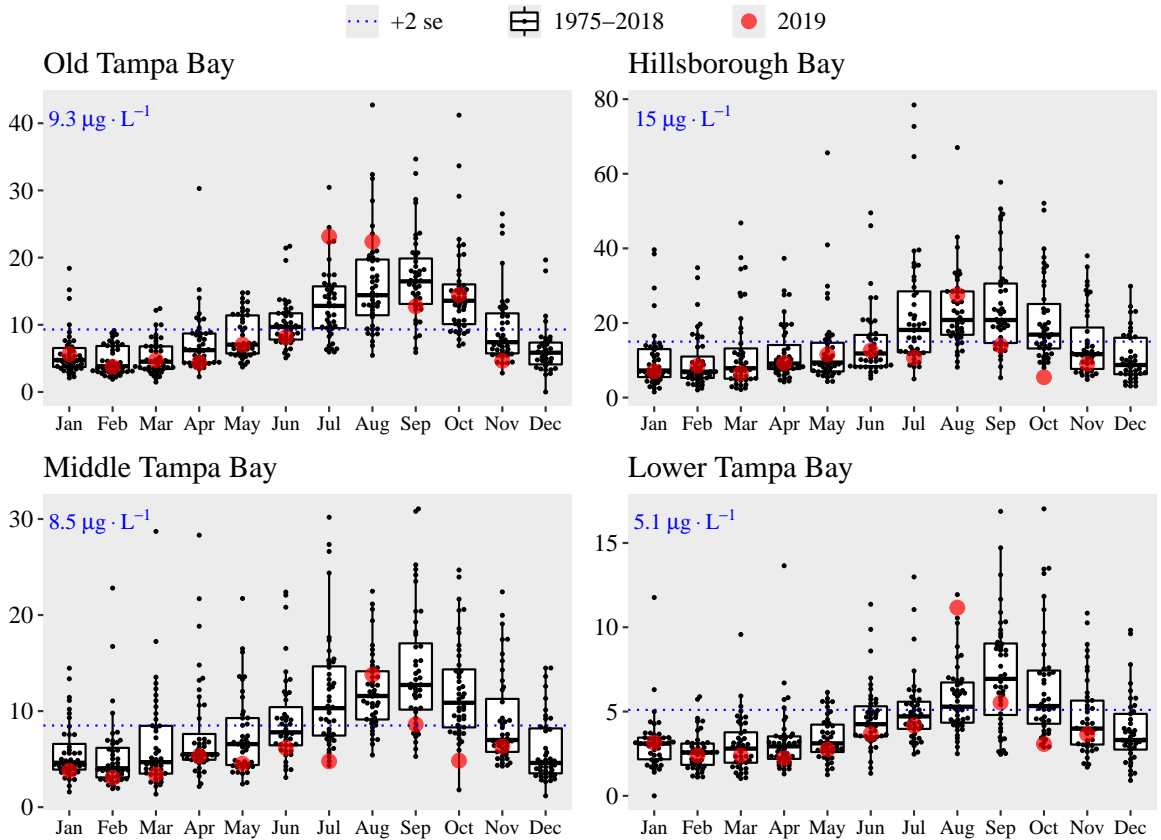 +2 se 1975−2018 2019
Old Tampa Bay
9.3 μg · L−1
40
30
20
10
0
Jan Feb Mar Apr May Jun Jul Aug Sep Oct Nov Dec
Hillsborough Bay
15 μg · L−1
80
60
40
20
0
Jan Feb Mar Apr May Jun Jul Aug Sep Oct Nov Dec
Middle Tampa Bay
8.5 μg · L−1
30
20
10
0
Jan Feb Mar Apr May Jun Jul Aug Sep Oct Nov Dec
Lower Tampa Bay
5.1 μg · L−1
15
10
5
0
Jan Feb Mar Apr May Jun Jul Aug Sep Oct Nov Dec